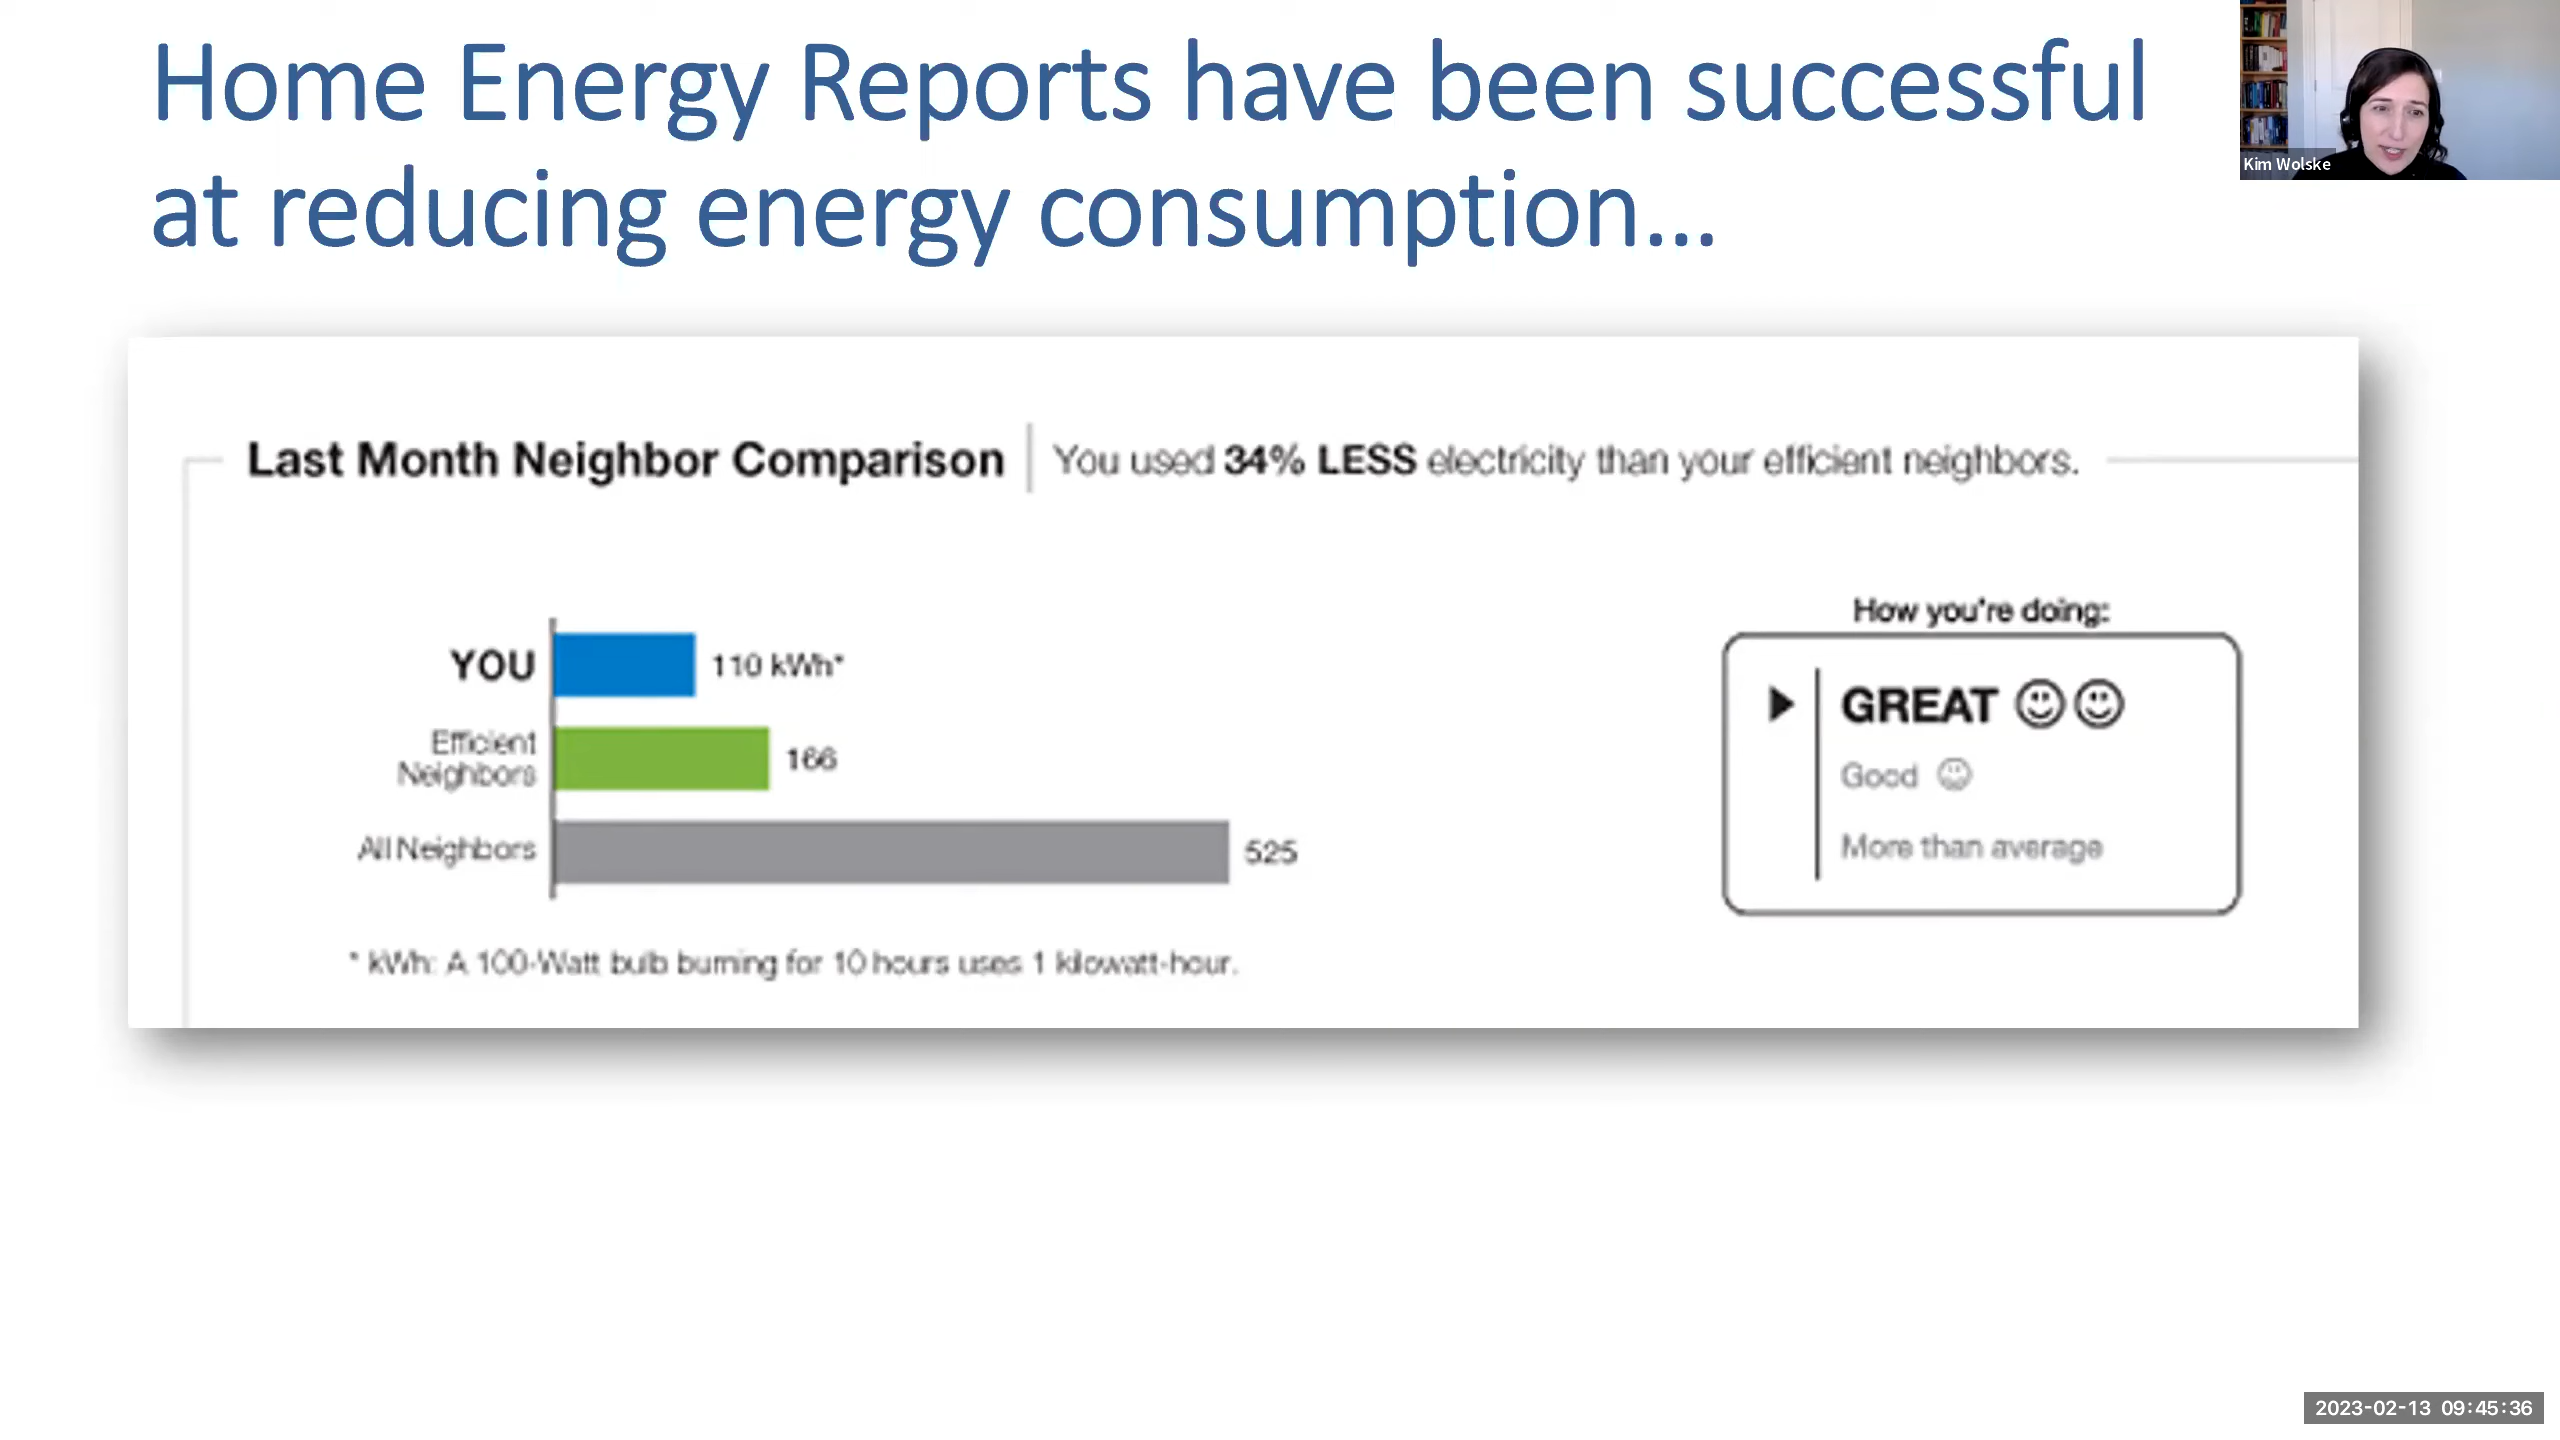 Home Energy Reports have been successful
at reducing energy consumption...
Kim Wolske
Last Month Neighbor Comparison
You used 34% LESS electricity than your efficient neighbors.
YOU
110 kWh*
Efficient
Neighbors
166
All Neighbors
525
* kWh: A 100-Watt bulb burning for 10 hours uses 1 kilowatt-hour.
How you're doing:
GREAT
Good
More than average
2023-02-13 09:45:36